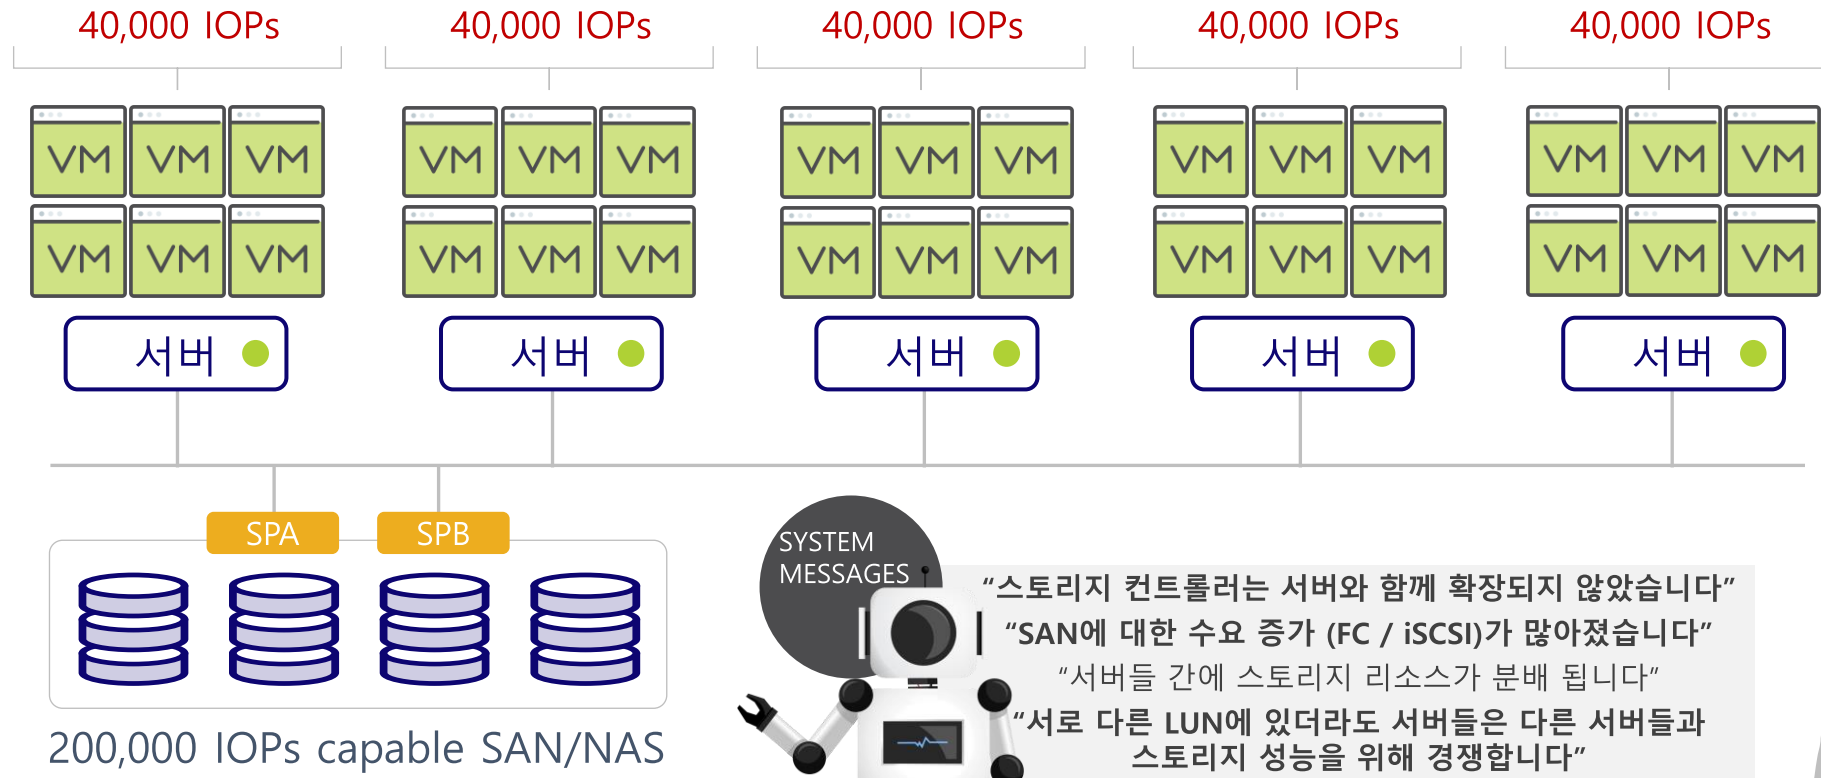 40,000 IOPs 40,000 IOPs 40,000 IOPs 40,000 IOPs 40,000 IOPs
VM VM VM VM VM VM VM VM VM VM VM VM VM VM VM
VM VM VM VM VM VM VM VM VM VM VM VM VM VM VM
서버 서버 서버 서버 서버
SPA SPB
200,000 IOPs capable SAN/NAS
SYSTEM
MESSAGES
“스토리지 컨트롤러는 서버와 함께 확장되지 않았습니다”
“SAN에 대한 수요 증가 (FC / iSCSI)가 많아졌습니다”
“서버들 간에 스토리지 리소스가 분배 됩니다”
“서로 다른 LUN에 있더라도 서버들은 다른 서버들과
스토리지 성능을 위해 경쟁합니다”